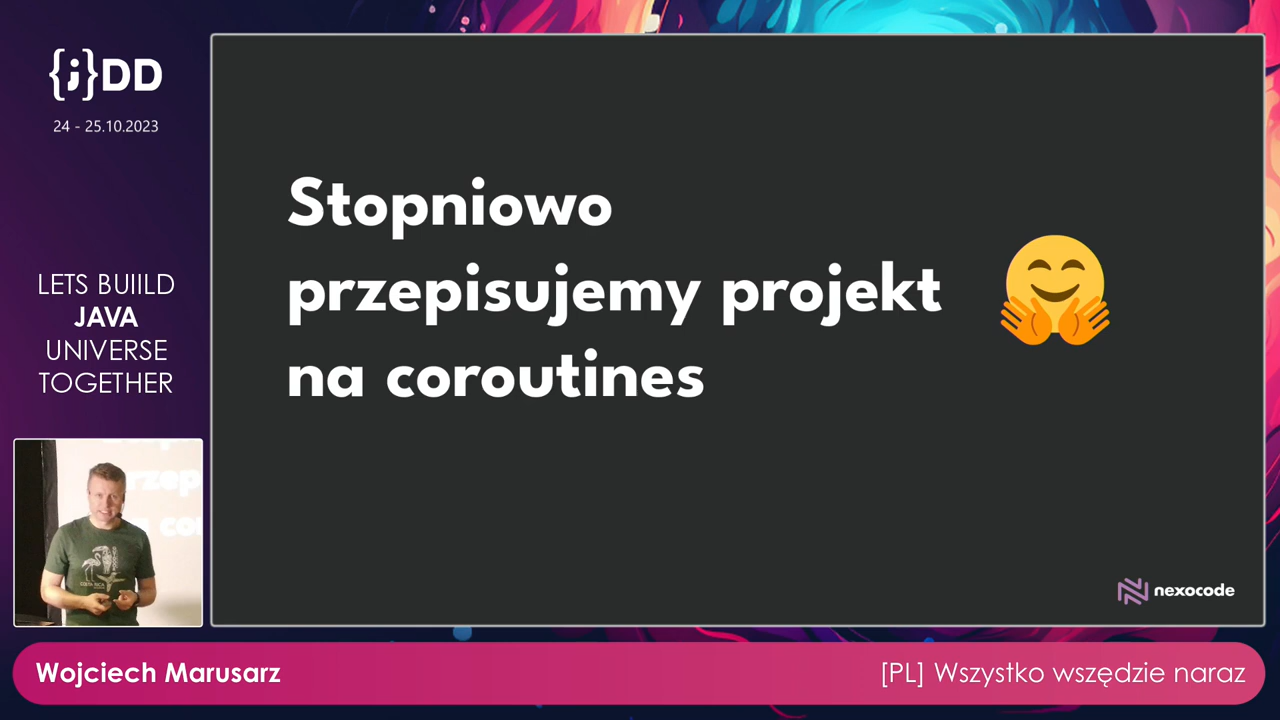 {j}DD
24 - 25.10.2023
LETS BUIILD
JAVA
UNIVERSE
TOGETHER
Stopniowo
przepisujemy projekt
na coroutines
nexocode
Wojciech Marusarz
[PL] Wszystko wszędzie naraz